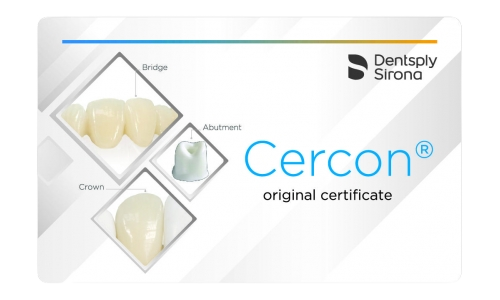 Bridge
Dentsply
Sirona
Abutment
Cercon®
Crown
original certificate